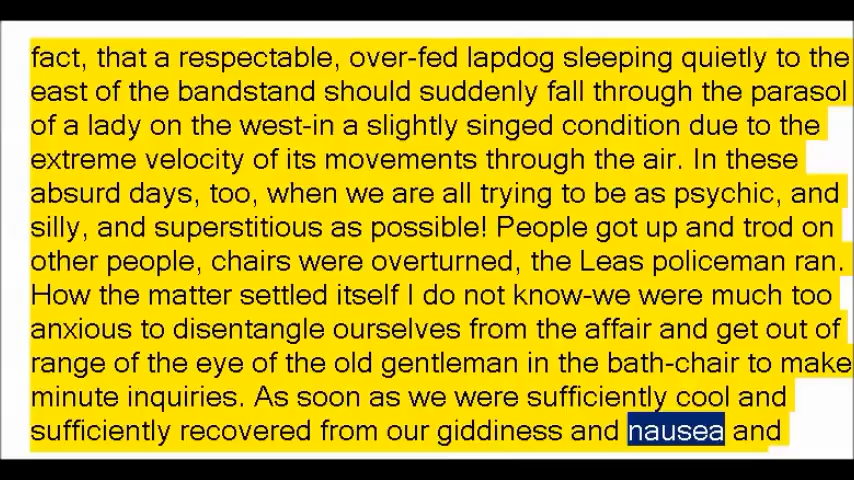 fact, that a respectable, over-fed lapdog sleeping quietly to the
east of the bandstand should suddenly fall through the parasol
of a lady on the west-in a slightly singed condition due to the
extreme velocity of its movements through the air. In these
absurd days, too, when we are all trying to be as psychic, and
silly, and superstitious as possible! People got up and trod on
other people, chairs were overturned, the Leas policeman ran.
How the matter settled itself I do not know-we were much too
anxious to disentangle ourselves from the affair and get out of
range of the eye of the old gentleman in the bath-chair to make
minute inquiries. As soon as we were sufficiently cool and
sufficiently recovered from our giddiness and nausea and